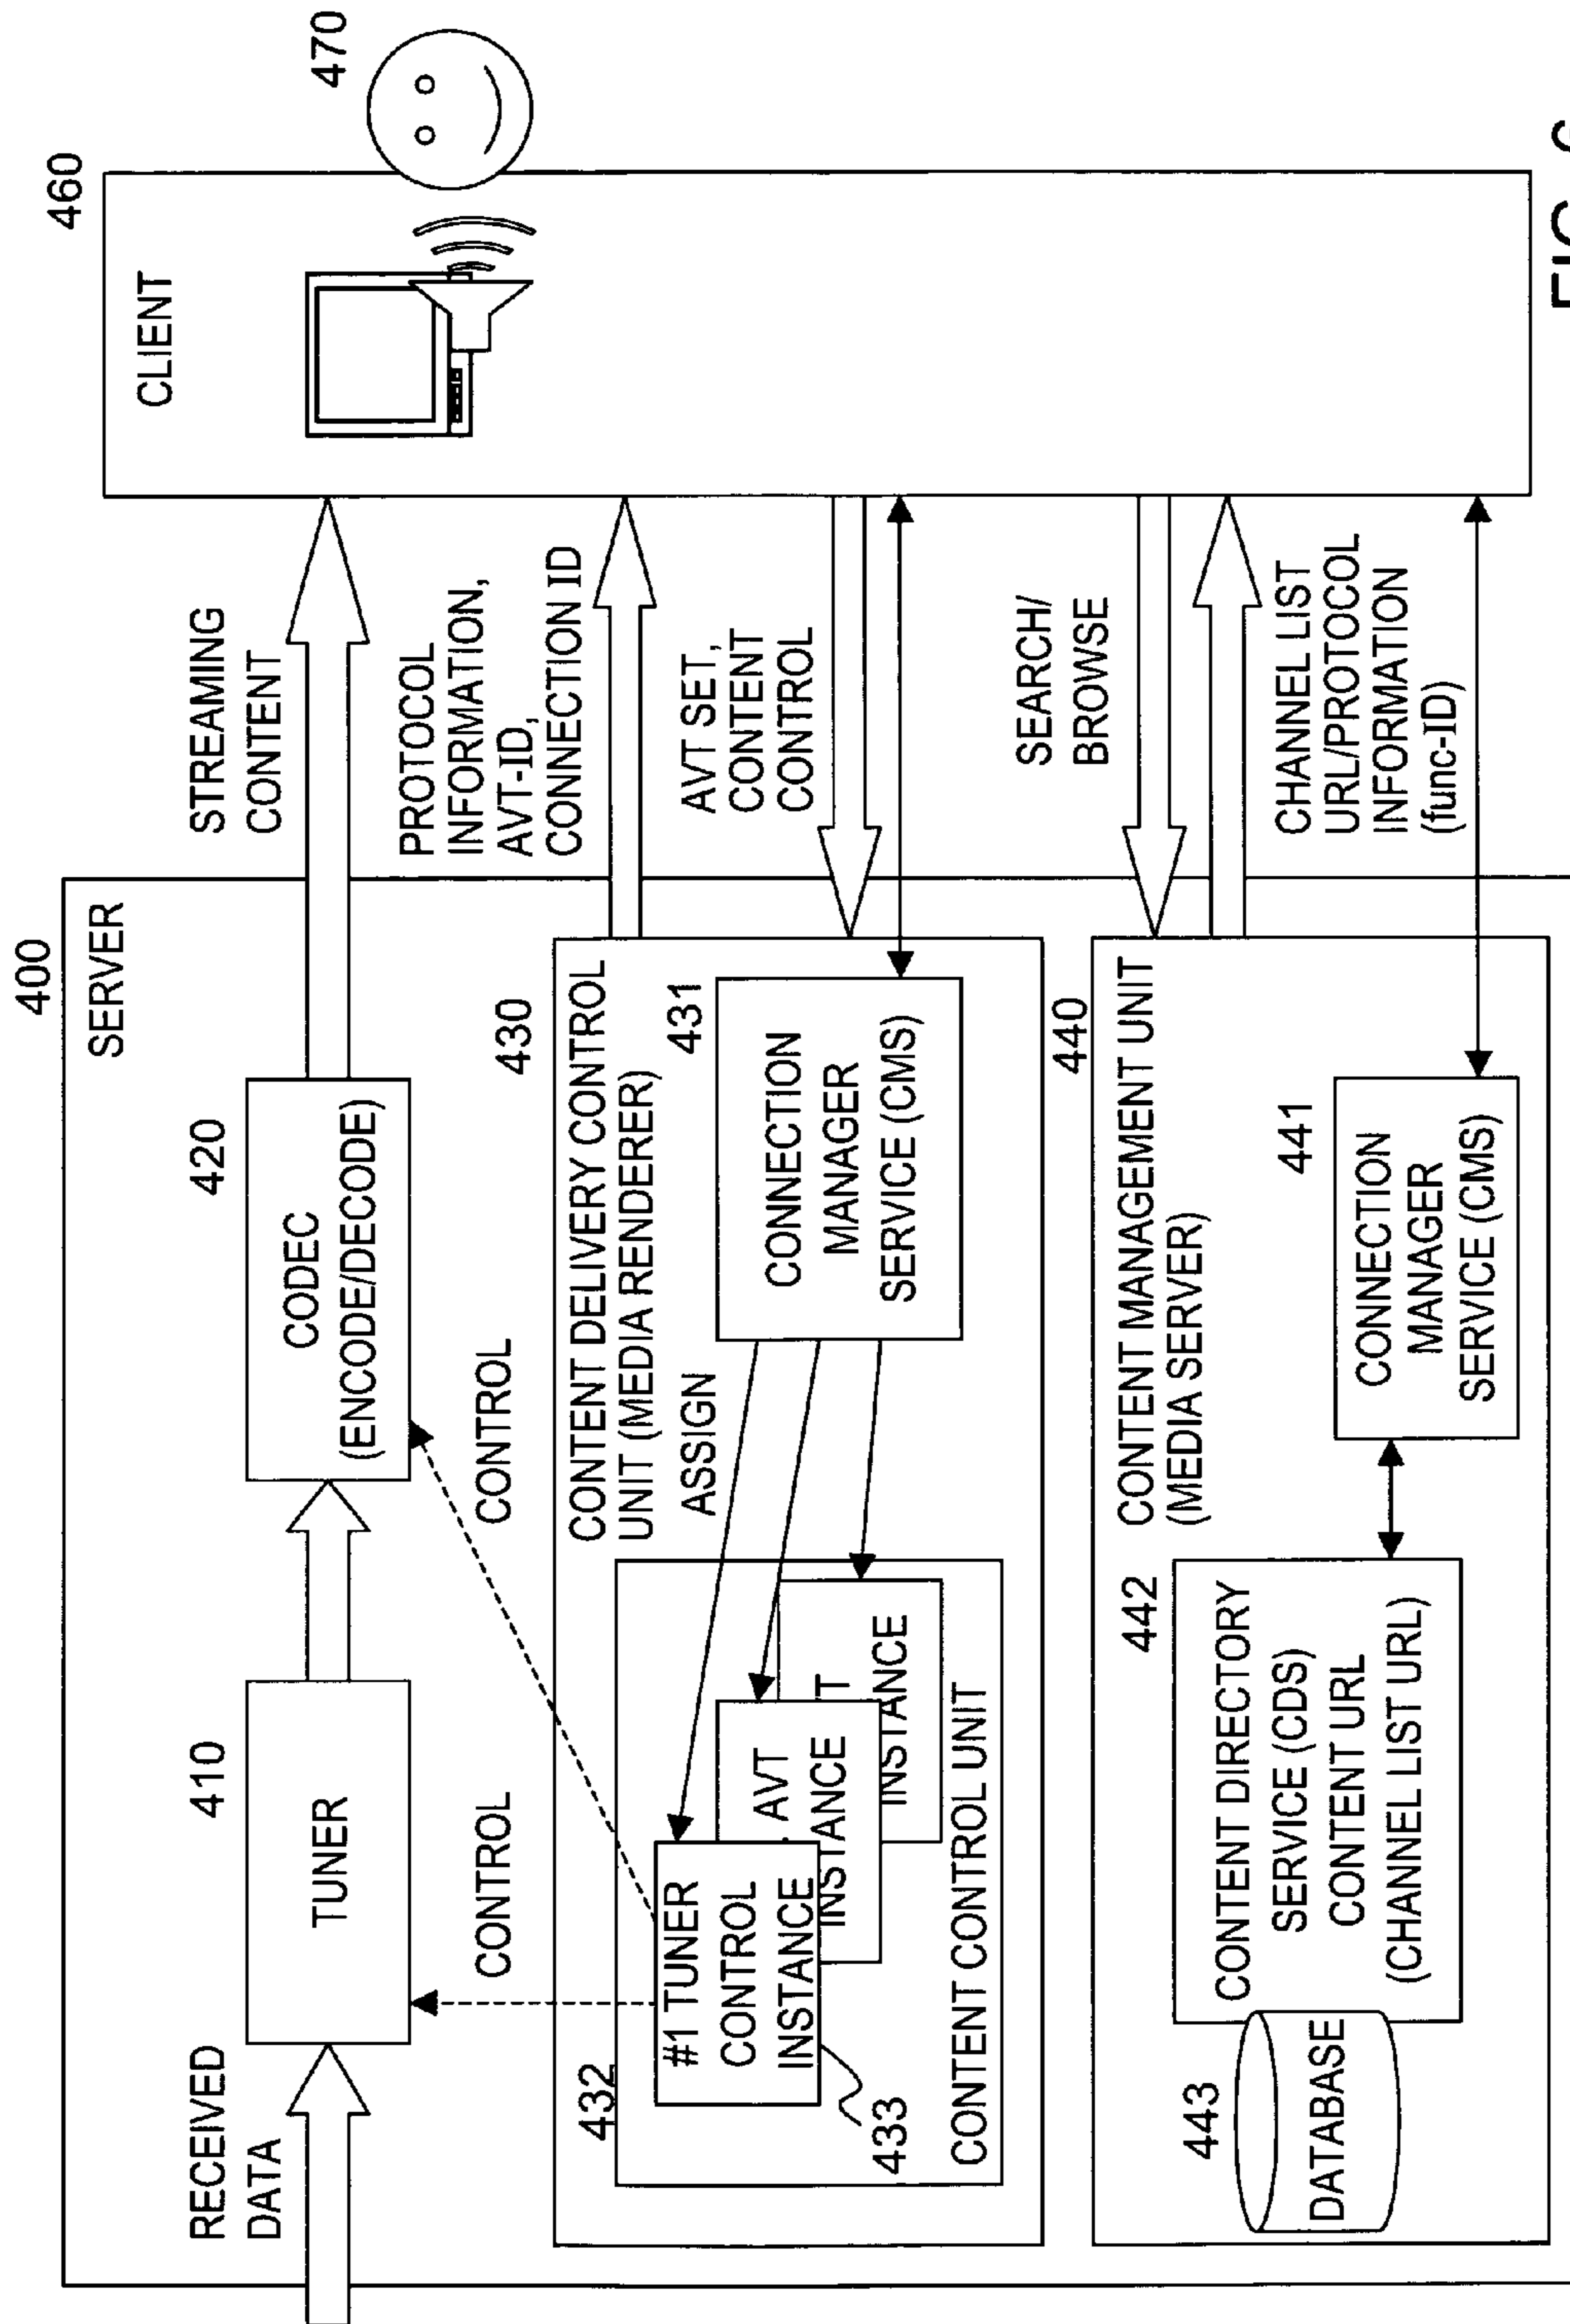 400
SERVER
RECEIVED
DATA
410
TUNER
420
CODEC
(ENCODE/DECODE)
STREAMING
CONTENT
460
CLIENT
470
CONTROL
CONTROL
430
CONTENT DELIVERY CONTROL
UNIT (MEDIA RENDERER)
ASSIGN
431
CONNECTION
MANAGER
SERVICE (CMS)
432
#1 TUNER
CONTROL
INSTANCE
433
AVT
INSTANCE
INSTANCE
CONTENT CONTROL UNIT
PROTOCOL
INFORMATION,
AVT-ID,
CONNECTION ID
AVT SET,
CONTENT
CONTROL
440
CONTENT MANAGEMENT UNIT
(MEDIA SERVER)
441
CONNECTION
MANAGER
SERVICE (CMS)
442
CONTENT DIRECTORY
SERVICE (CDS)
CONTENT URL
(CHANNEL LIST URL)
443
DATABASE
SEARCH/
BROWSE
CHANNEL LIST
URL/PROTOCOL
INFORMATION
(func-ID)